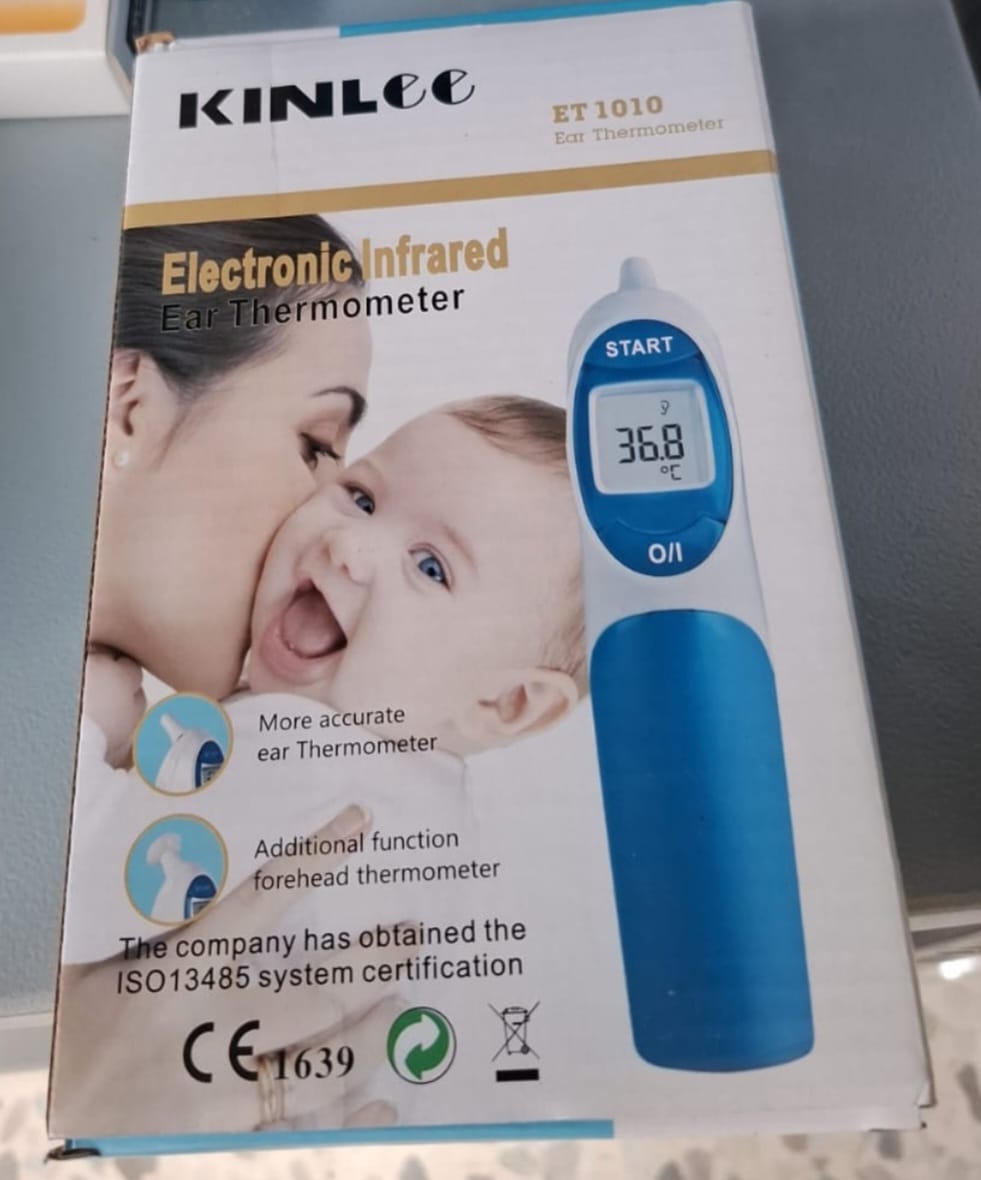 KINLee
ET 1010
Ear Thermometer
Electronic Infrared
Ear Thermometer
START
36.8
°C
O/I
More accurate
ear Thermometer
Additional function
forehead thermometer
The company has obtained the
ISO13485 system certification
CE 1639